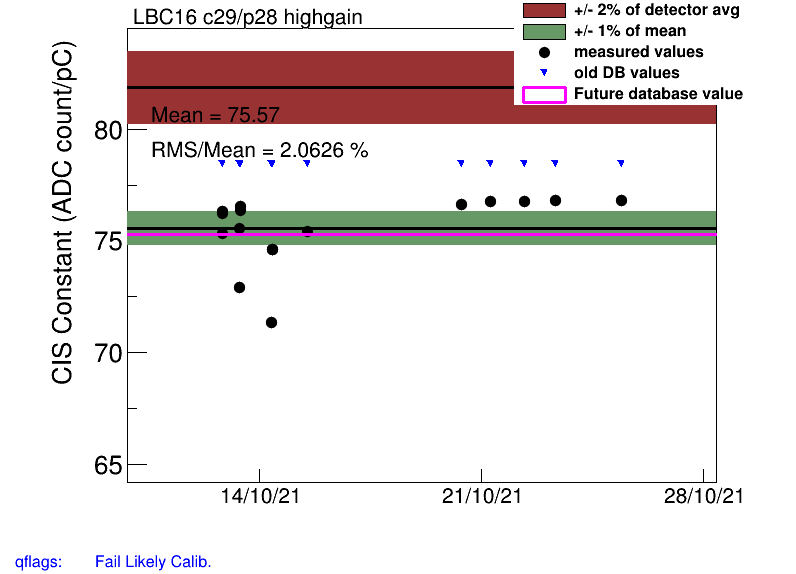 LBC16 c29/p28 highgain
+/- 2% of detector avg
+/- 1% of mean
measured values
old DB values
Future database value
Mean = 75.57
RMS/Mean = 2.0626 %
CIS Constant (ADC count/pC)
80
75
70
65
14/10/21
21/10/21
28/10/21
qflags: Fail Likely Calib.